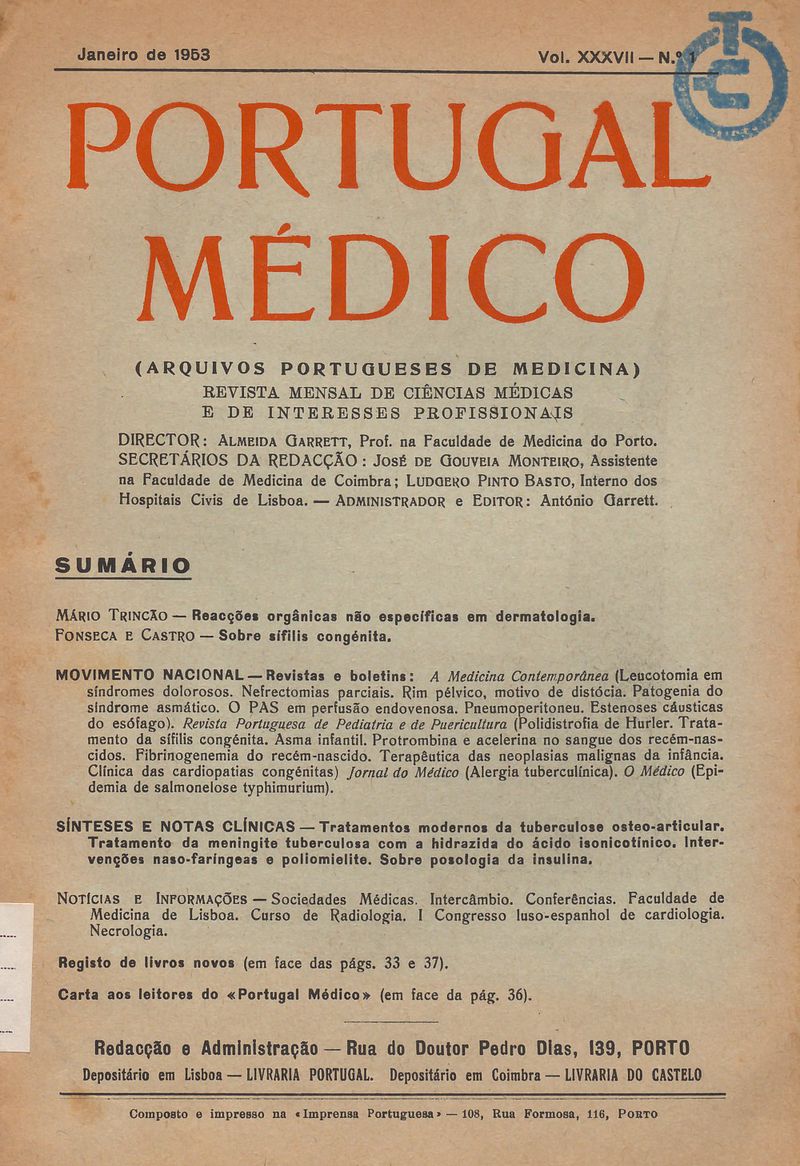 Janeiro de 1953
Vol. XXXVII — N.º 1
PORTUGAL
MÉDICO
(ARQUIVOS PORTUGUESES DE MEDICINA)
REVISTA MENSAL DE CIÊNCIAS MÉDICAS
E DE INTERESSES PROFISSIONAIS
DIRECTOR: ALMEIDA GARRETT, Prof. na Faculdade de Medicina do Porto.
SECRETÁRIOS DA REDACÇÃO: JOSÉ DE GOUVEIA MONTEIRO, Assistente
na Faculdade de Medicina de Coimbra; LUDGERO PINTO BASTO, Interno dos
Hospitais Civis de Lisboa. — ADMINISTRADOR e EDITOR: António Garrett.
SUMÁRIO
MÁRIO TRINCÃO — Reacções orgânicas não específicas em dermatologia.
FONSECA E CASTRO — Sobre sífilis congénita.
MOVIMENTO NACIONAL — Revistas e boletins: A Medicina Contemporânea (Leucotomia em
síndromes dolorosos. Nefrectomias parciais. Rim pélvico, motivo de distócia. Patogenia do
síndrome asmático. O PAS em perfusão endovenosa. Pneumoperitoneu. Estenoses cáusticas
do esófago). Revista Portuguesa de Pediatria e de Puericultura (Polidistrofia de Hurler. Trata-
mento da sífilis congénita. Asma infantil. Protrombina e acelerina no sangue dos recém-nas-
cidos. Fibrinogenemia do recém-nascido. Terapêutica das neoplasias malignas da infância.
Clínica das cardiopatias congénitas) Jornal do Médico (Alergia tuberculínica). O Médico (Epi-
demia de salmonelose typhimurium).
SÍNTESES E NOTAS CLÍNICAS — Tratamentos modernos da tuberculose osteo-articular.
Tratamento da meningite tuberculosa com a hidrazida do ácido isonicotínico. Inter-
venções naso-faríngeas e poliomielite. Sobre posologia da insulina.
NOTÍCIAS E INFORMAÇÕES — Sociedades Médicas. Intercâmbio. Conferências. Faculdade de
Medicina de Lisboa. Curso de Radiologia. I Congresso luso-espanhol de cardiologia.
Necrologia.
Registo de livros novos (em face das págs. 33 e 37).
Carta aos leitores do «Portugal Médico» (em face da pág. 36).
Redacção e Administração — Rua do Doutor Pedro Dias, 139, PORTO
Depositário em Lisboa — LIVRARIA PORTUGAL. Depositário em Coimbra — LIVRARIA DO CASTELO
Composto e impresso na «Imprensa Portuguesa» — 108, Rua Formosa, 116, PORTO